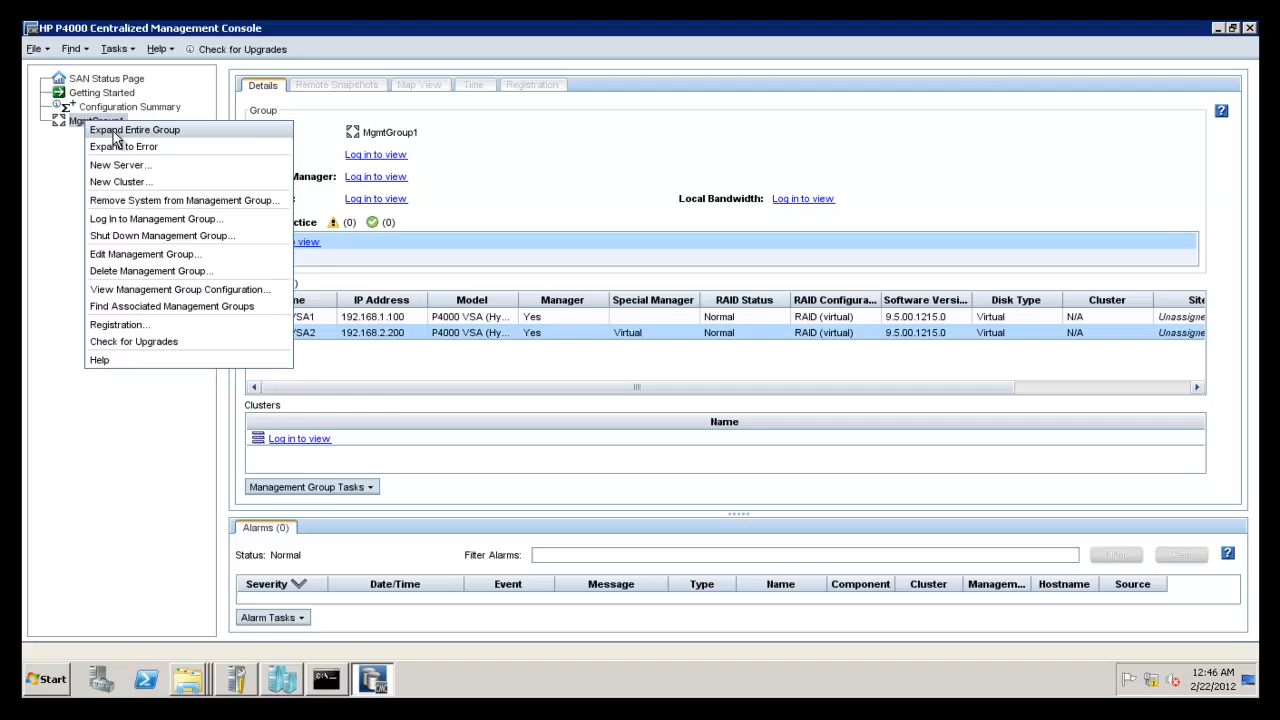 HP P4000 Centralized Management Console
File Find Tasks Help Check for Upgrades
SAN Status Page
Getting Started
Configuration Summary
MgmtGroup1
Expand Entire Group
Expand to Error
New Server...
New Cluster...
Remove System from Management Group...
Log In to Management Group...
Shut Down Management Group...
Edit Management Group...
Delete Management Group...
View Management Group Configuration...
Find Associated Management Groups
Registration...
Check for Upgrades
Help
Details Remote Snapshots Map View Time Registration
Group
MgmtGroup1
Log in to view
Manager: Log in to view
: Log in to view Local Bandwidth: Log in to view
ctice (0) (0)
view
)
me IP Address Model Manager Special Manager RAID Status RAID Configura... Software Versi... Disk Type Cluster Site
SA1 192.168.1.100 P4000 VSA (Hy... Yes Normal RAID (virtual) 9.5.00.1215.0 Virtual N/A Unassigne
SA2 192.168.2.200 P4000 VSA (Hy... Yes Virtual Normal RAID (virtual) 9.5.00.1215.0 Virtual N/A Unassigne
Clusters
Name
Log in to view
Management Group Tasks
Alarms (0)
Status: Normal Filter Alarms: Filter Clear
Severity Date/Time Event Message Type Name Component Cluster Managem... Hostname Source
Alarm Tasks
Start
C:\
CMC
12:46 AM
2/22/2012